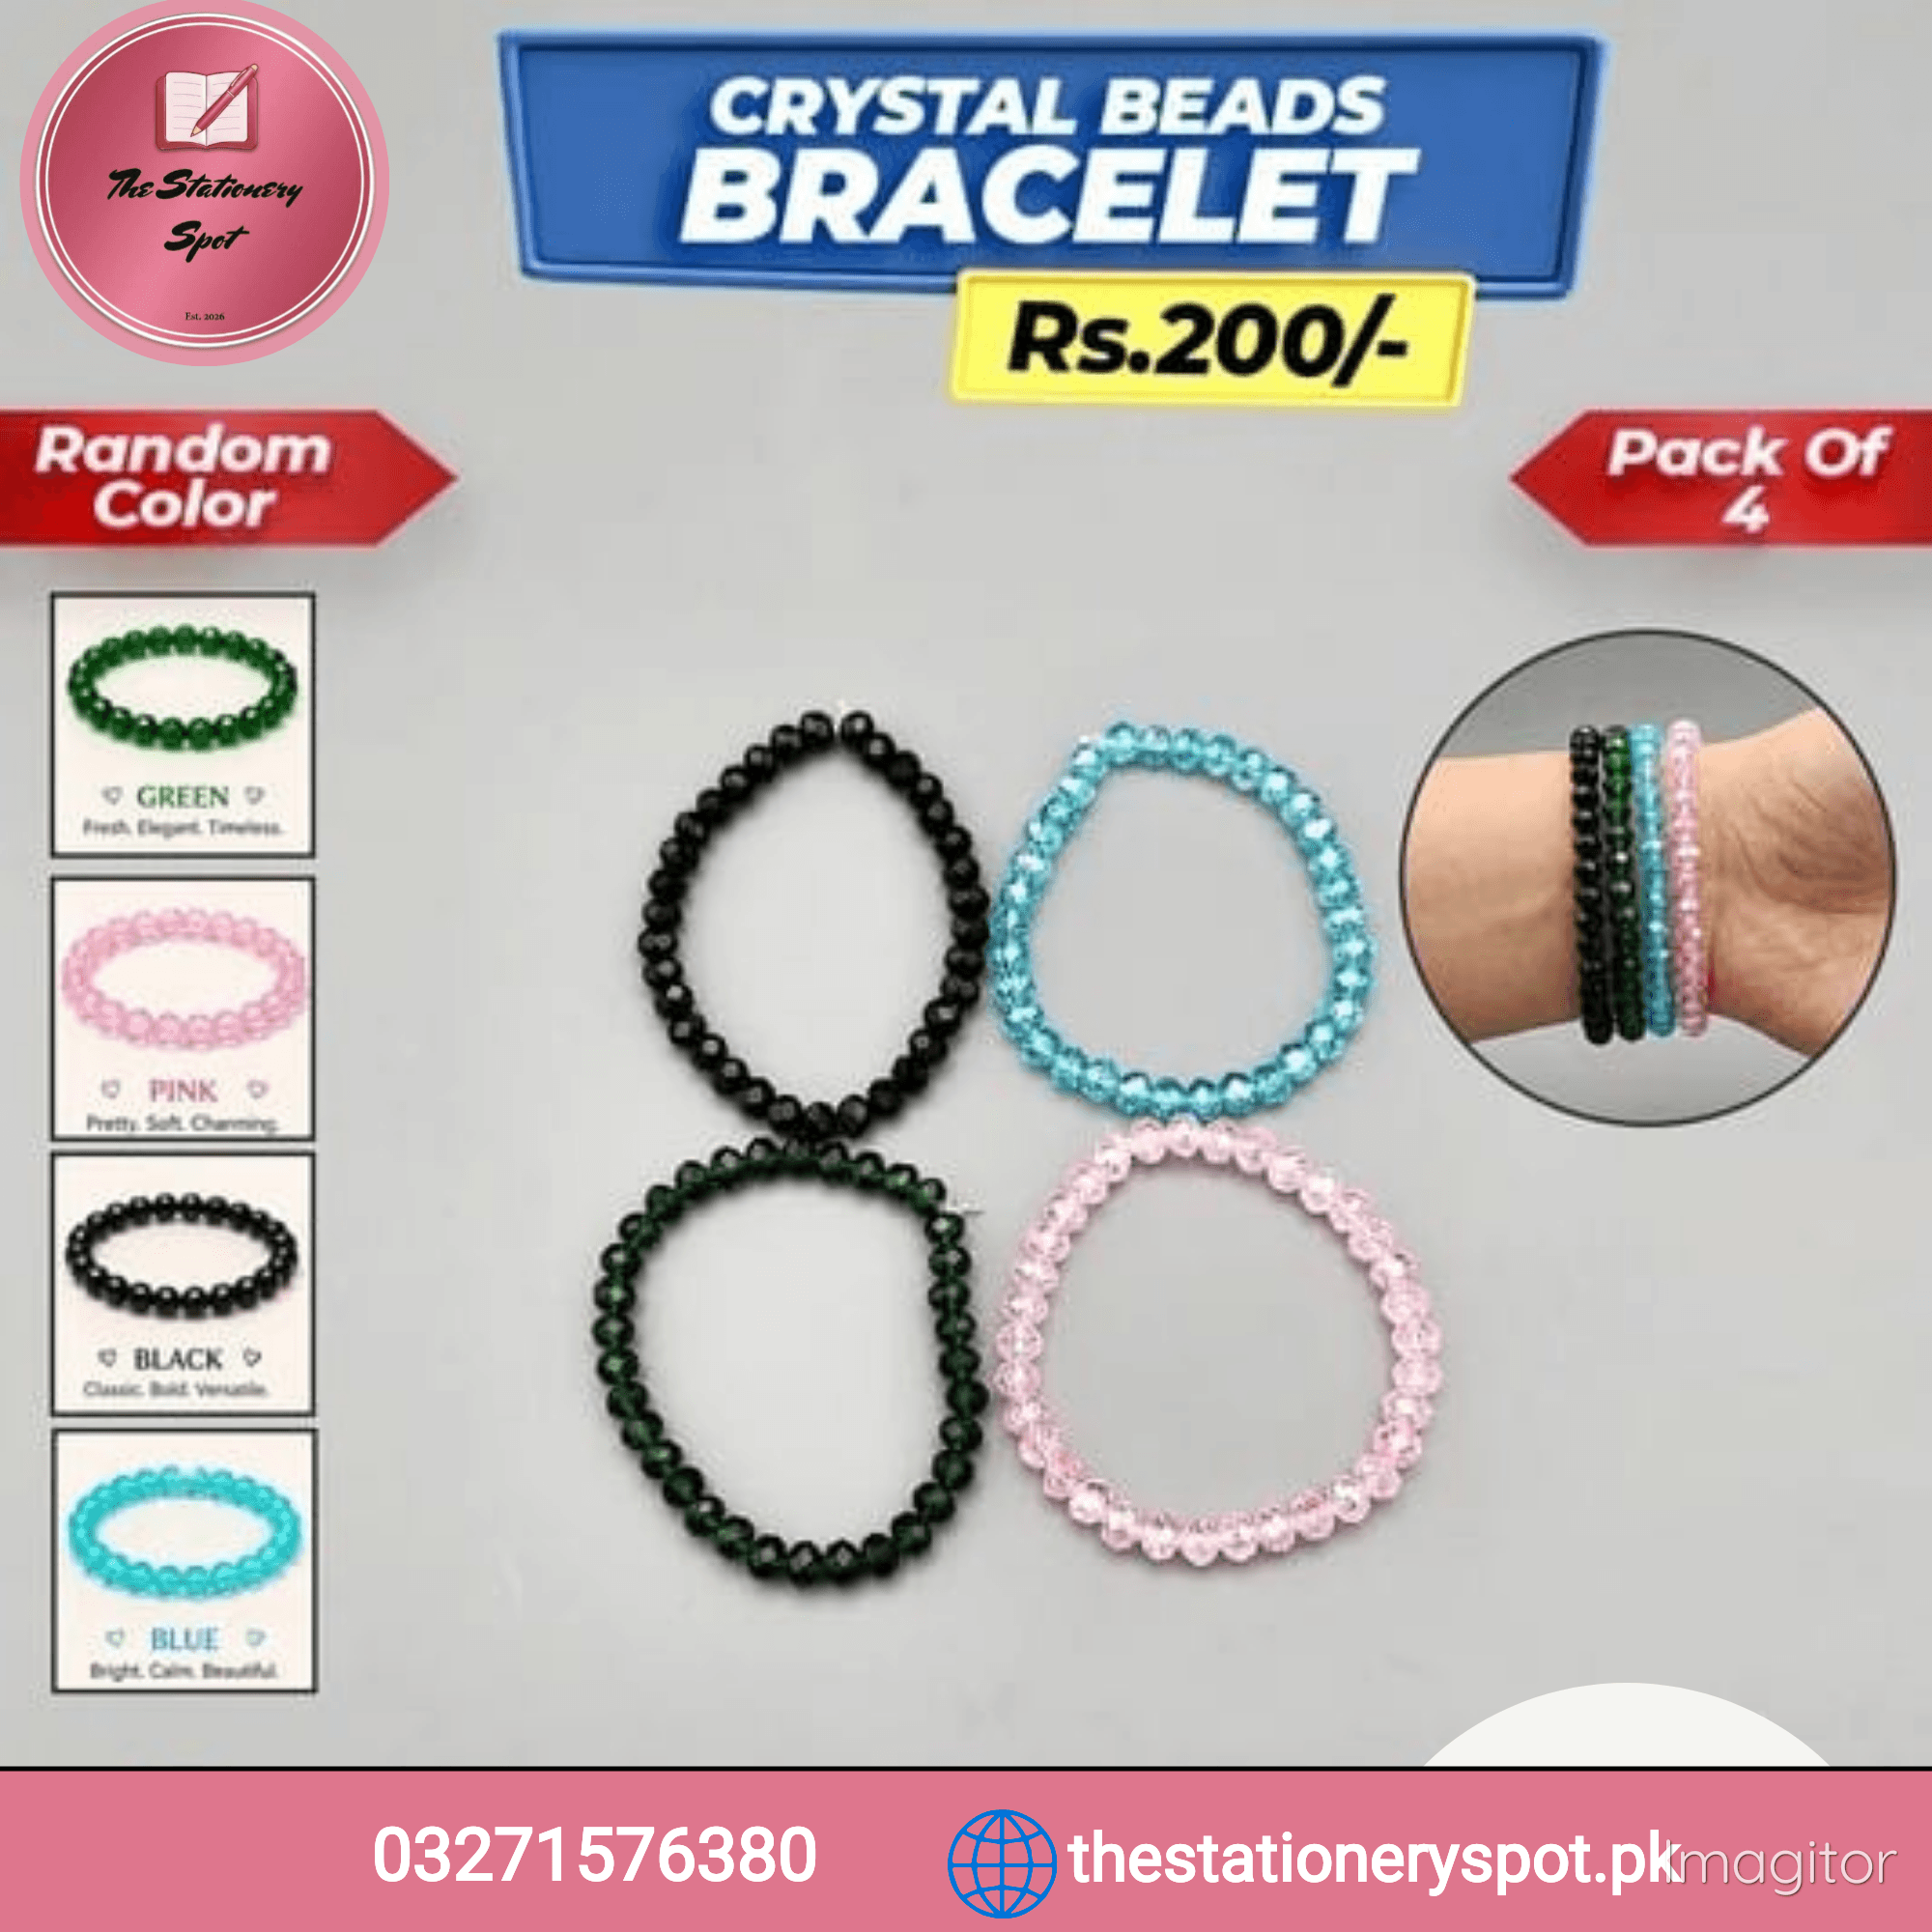 The Stationery
Spot
Est. 2026
CRYSTAL BEADS
BRACELET
Rs.200/-
Random
Color
Pack Of
4
GREEN
Fresh. Elegant. Timeless.
PINK
Pretty. Soft. Charming.
BLACK
Classic. Bold. Versatile.
BLUE
Bright. Calm. Beautiful.
03271576380
thestationeryspot.pk
imagitor